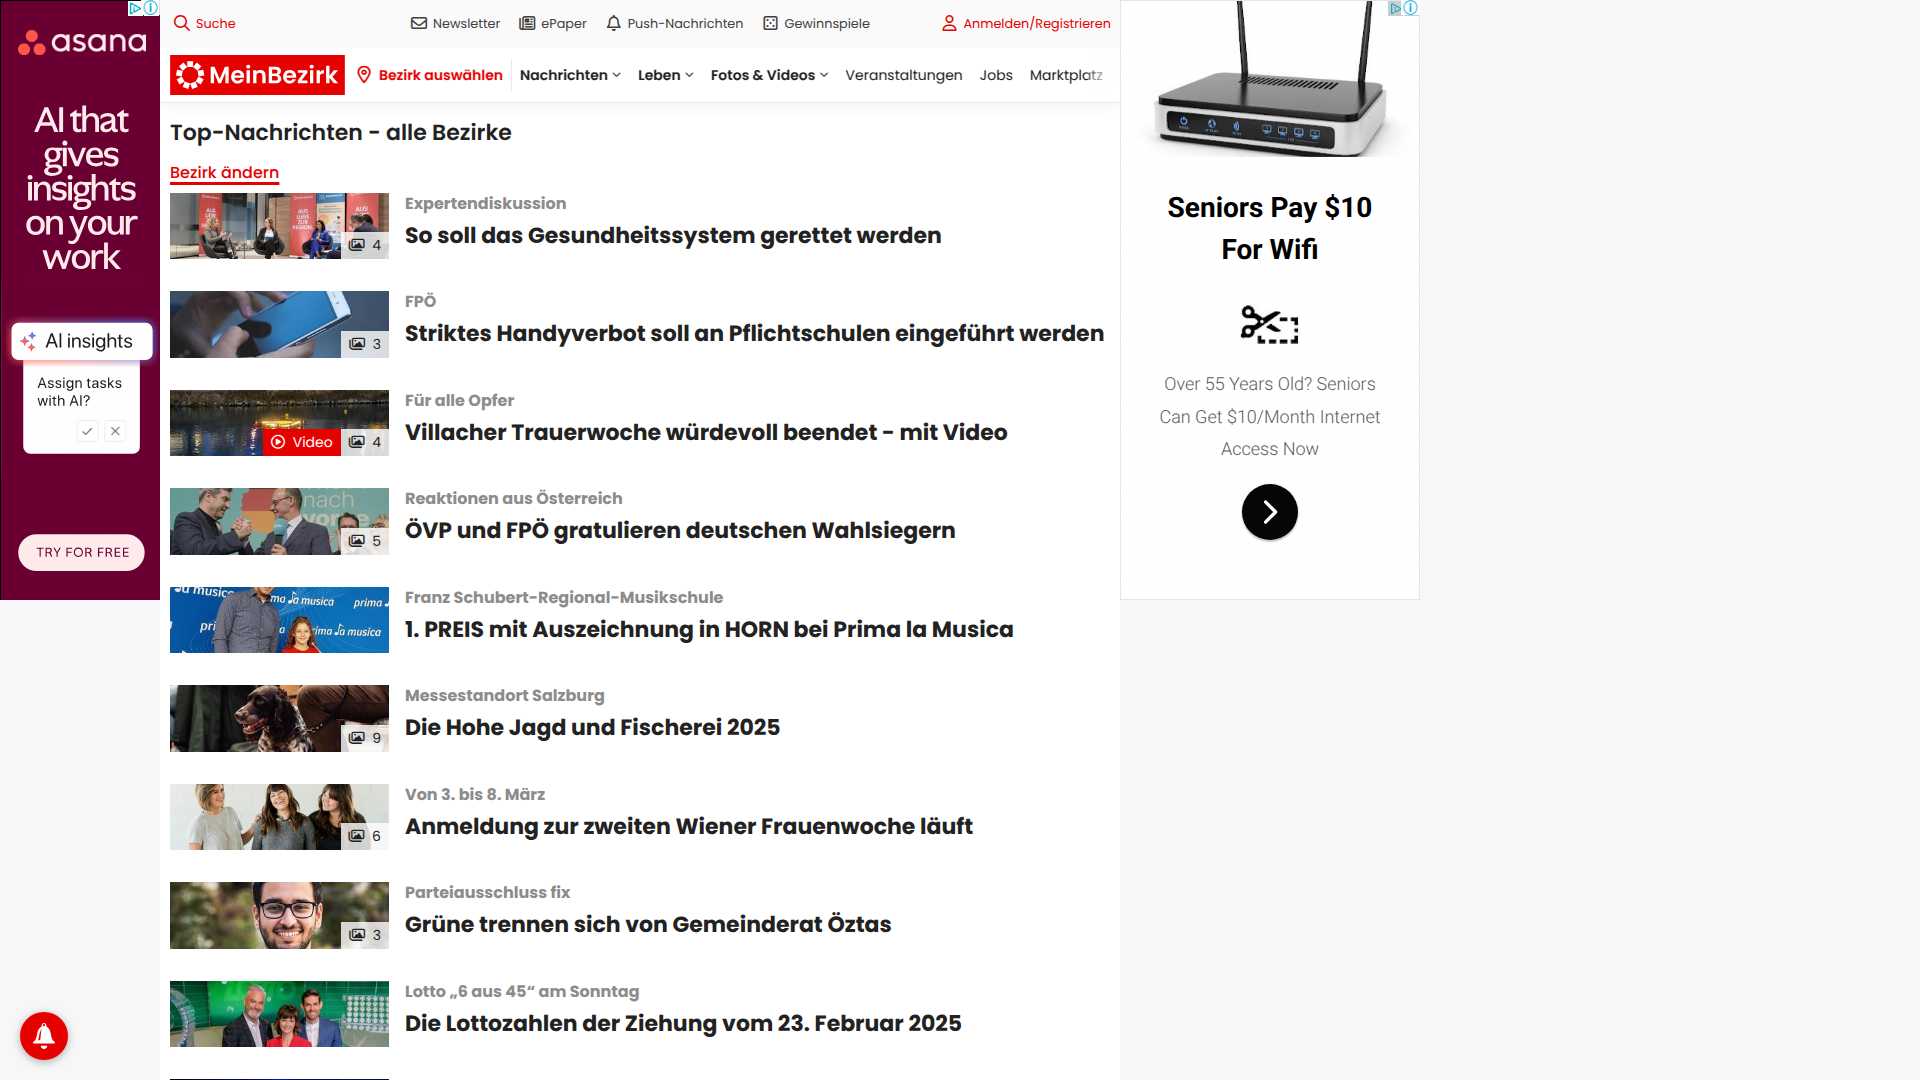 asana
AI that
gives
insights
on your
work
AI insights
Assign tasks
with AI?
TRY FOR FREE
Suche
Newsletter
ePaper
Push-Nachrichten
Gewinnspiele
Anmelden/Registrieren
MeinBezirk
Bezirk auswählen
Nachrichten
Leben
Fotos & Videos
Veranstaltungen
Jobs
Marktplatz
Top-Nachrichten - alle Bezirke
Bezirk ändern
4
Expertendiskussion
So soll das Gesundheitssystem gerettet werden
3
FPÖ
Striktes Handyverbot soll an Pflichtschulen eingeführt werden
Video
4
Für alle Opfer
Villacher Trauerwoche würdevoll beendet - mit Video
nach
5
Reaktionen aus Österreich
ÖVP und FPÖ gratulieren deutschen Wahlsiegern
la musica
prima
Franz Schubert-Regional-Musikschule
1. PREIS mit Auszeichnung in HORN bei Prima la Musica
9
Messestandort Salzburg
Die Hohe Jagd und Fischerei 2025
6
Von 3. bis 8. März
Anmeldung zur zweiten Wiener Frauenwoche läuft
3
Parteiausschluss fix
Grüne trennen sich von Gemeinderat Öztas
Lotto „6 aus 45“ am Sonntag
Die Lottozahlen der Ziehung vom 23. Februar 2025
Seniors Pay $10
For Wifi
Over 55 Years Old? Seniors
Can Get $10/Month Internet
Access Now